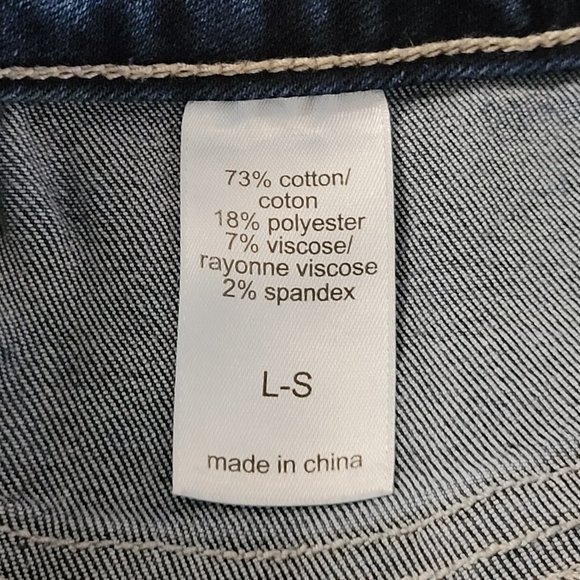 73% cotton/
coton
18% polyester
7% viscose/
rayonne viscose
2% spandex
L-S
made in china